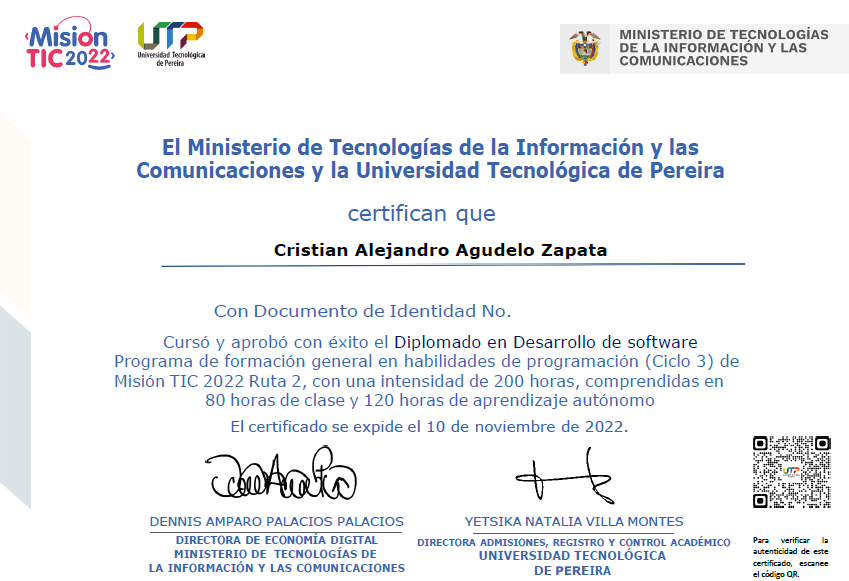 Misión
TIC 2022
UTP
Universidad Tecnológica
de Pereira
MINISTERIO DE TECNOLOGÍAS
DE LA INFORMACIÓN Y LAS
COMUNICACIONES
El Ministerio de Tecnologías de la Información y las
Comunicaciones y la Universidad Tecnológica de Pereira
certifican que
Cristian Alejandro Agudelo Zapata
Con Documento de Identidad No.
Cursó y aprobó con éxito el Diplomado en Desarrollo de software
Programa de formación general en habilidades de programación (Ciclo 3) de
Misión TIC 2022 Ruta 2, con una intensidad de 200 horas, comprendidas en
80 horas de clase y 120 horas de aprendizaje autónomo
El certificado se expide el 10 de noviembre de 2022.
DENNIS AMPARO PALACIOS PALACIOS
DIRECTORA DE ECONOMÍA DIGITAL
MINISTERIO DE TECNOLOGÍAS DE
LA INFORMACIÓN Y LAS COMUNICACIONES
YETSIKA NATALIA VILLA MONTES
DIRECTORA ADMISIONES, REGISTRO Y CONTROL ACADÉMICO
UNIVERSIDAD TECNOLÓGICA
DE PEREIRA
UTP
Para verificar la
autenticidad de este
certificado, escanee
el código QR.